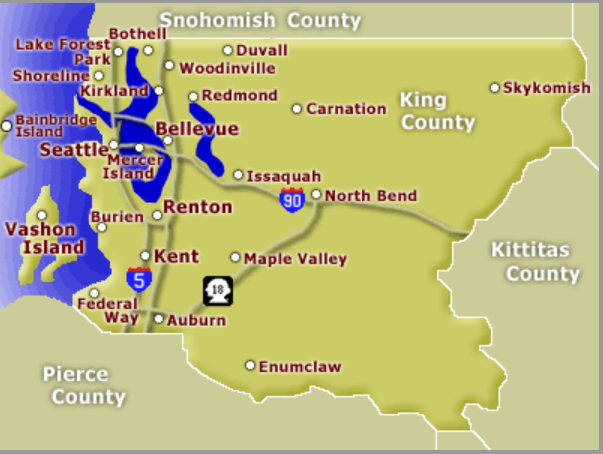 Snohomish County
Bothell
Lake Forest
Park
Duvall
Woodinville
Shoreline
Kirkland
Redmond
Skykomish
Carnation
King
County
Bainbridge
Island
Bellevue
Seattle
Mercer
Island
Issaquah
90
North Bend
Renton
Burien
Vashon
Island
Kittitas
County
Kent
Maple Valley
5
18
Federal
Way
Auburn
Enumclaw
Pierce
County